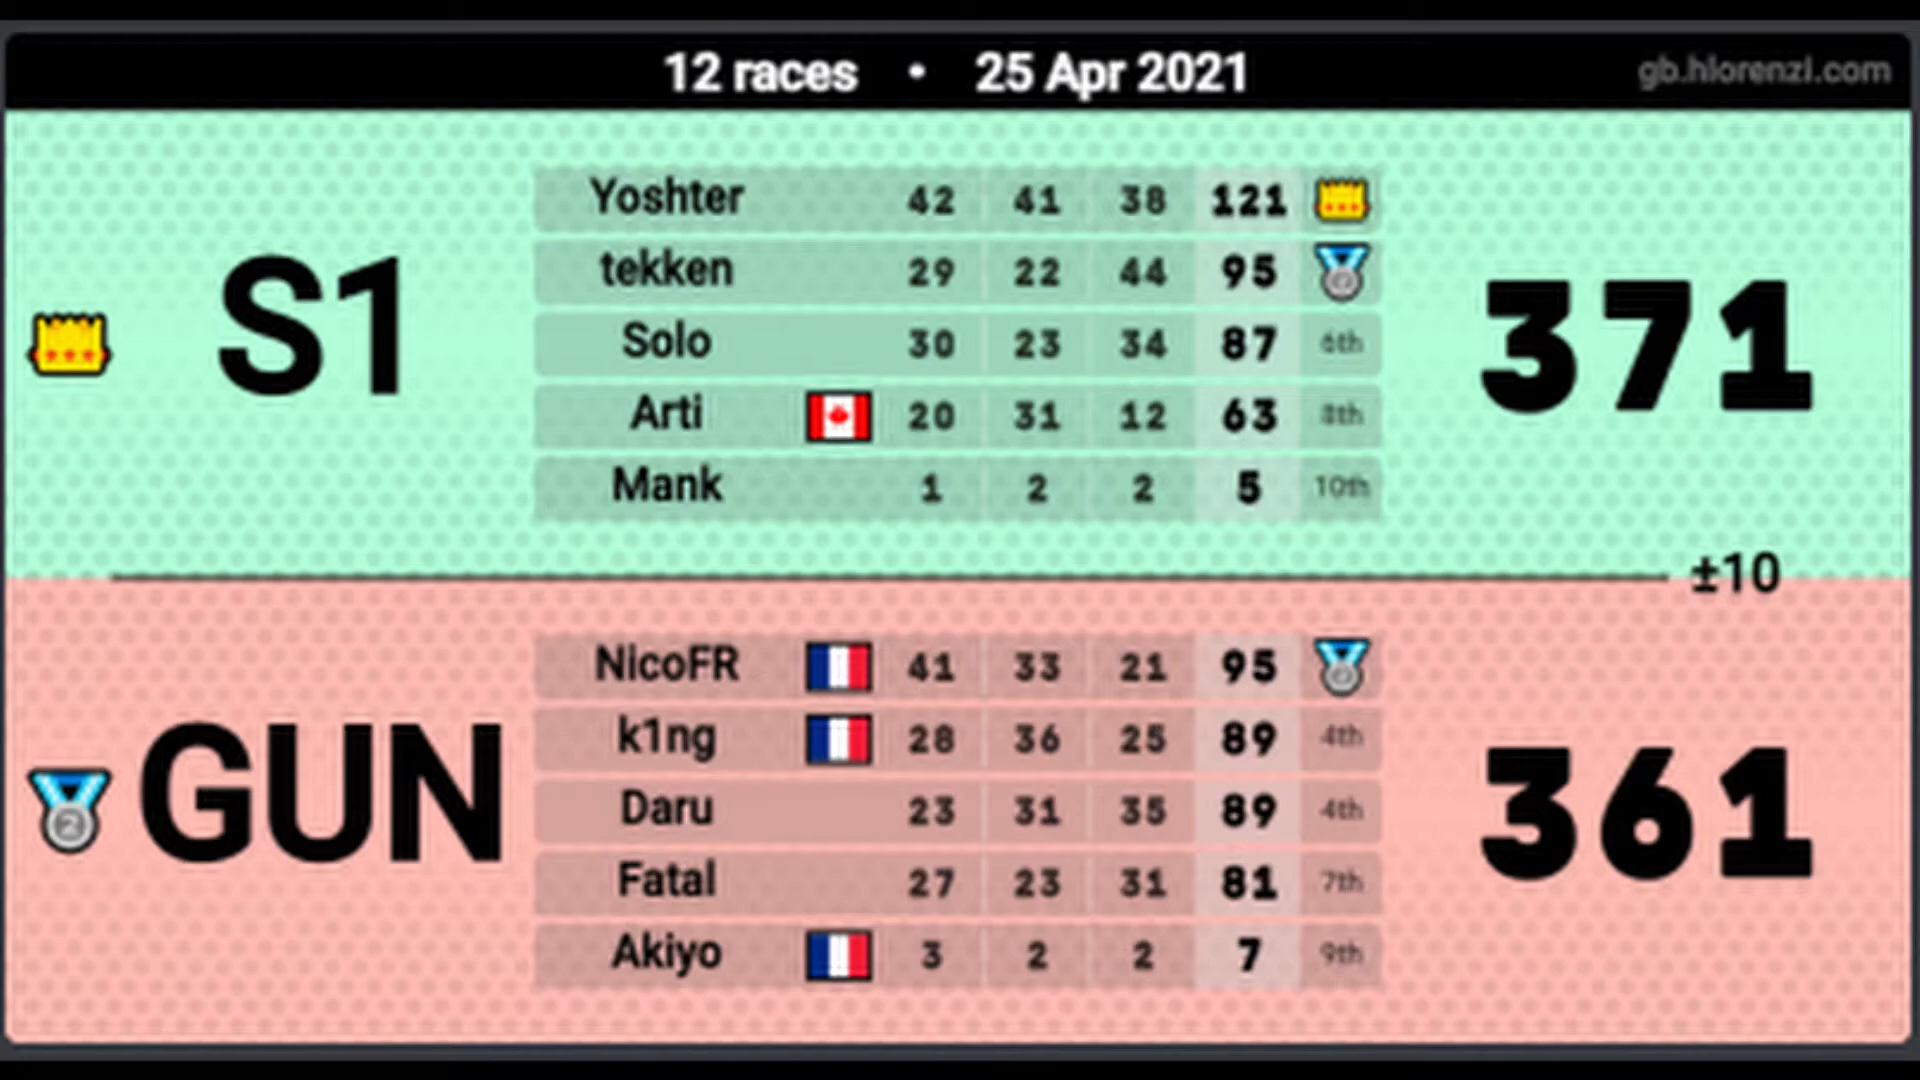 12 races • 25 Apr 2021 gb.hlorenzi.com
S1
Yoshter 42 41 38 121
tekken 29 22 44 95
Solo 30 23 34 87 6th
Arti 20 31 12 63 8th
Mank 1 2 2 5 10th
371
±10
GUN
NicoFR 41 33 21 95
k1ng 28 36 25 89 4th
Daru 23 31 35 89 4th
Fatal 27 23 31 81 7th
Akiyo 3 2 2 7 9th
361